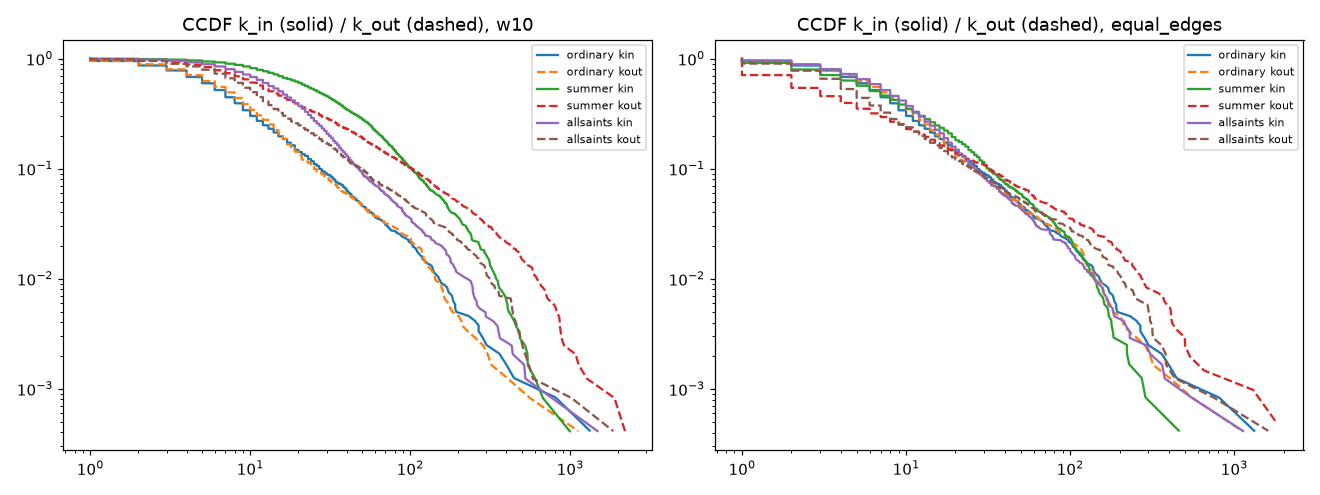 CCDF k_in (solid) / k_out (dashed), w10
10⁰
10⁻¹
10⁻²
10⁻³
10⁰
10¹
10²
10³
ordinary kin
ordinary kout
summer kin
summer kout
allsaints kin
allsaints kout
CCDF k_in (solid) / k_out (dashed), equal_edges
10⁰
10⁻¹
10⁻²
10⁻³
10⁰
10¹
10²
10³
ordinary kin
ordinary kout
summer kin
summer kout
allsaints kin
allsaints kout